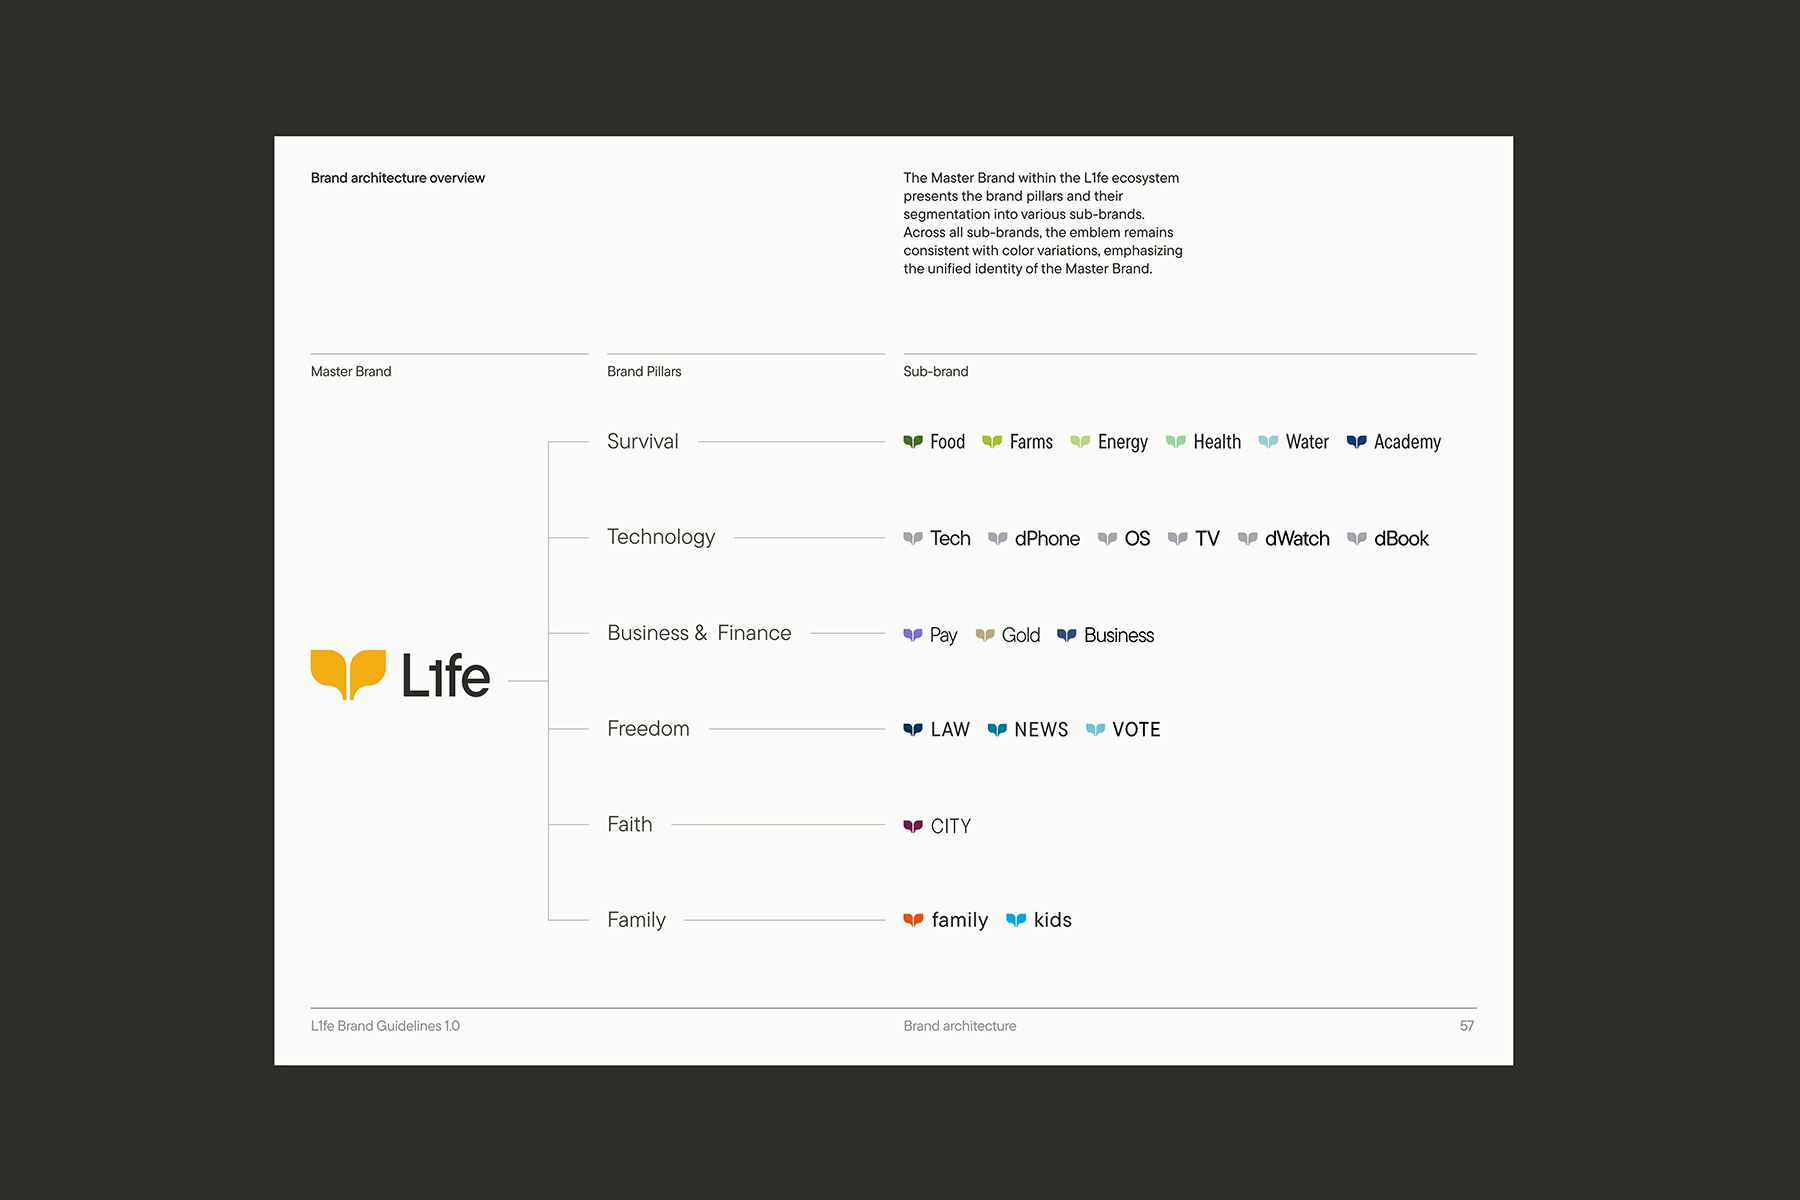 Brand architecture overview
The Master Brand within the L1fe ecosystem
presents the brand pillars and their
segmentation into various sub-brands.
Across all sub-brands, the emblem remains
consistent with color variations, emphasizing
the unified identity of the Master Brand.
Master Brand
Brand Pillars
Sub-brand
L1fe
Survival
Food Farms Energy Health Water Academy
Technology
Tech dPhone OS TV dWatch dBook
Business & Finance
Pay Gold Business
Freedom
LAW NEWS VOTE
Faith
CITY
Family
family kids
L1fe Brand Guidelines 1.0
Brand architecture
57